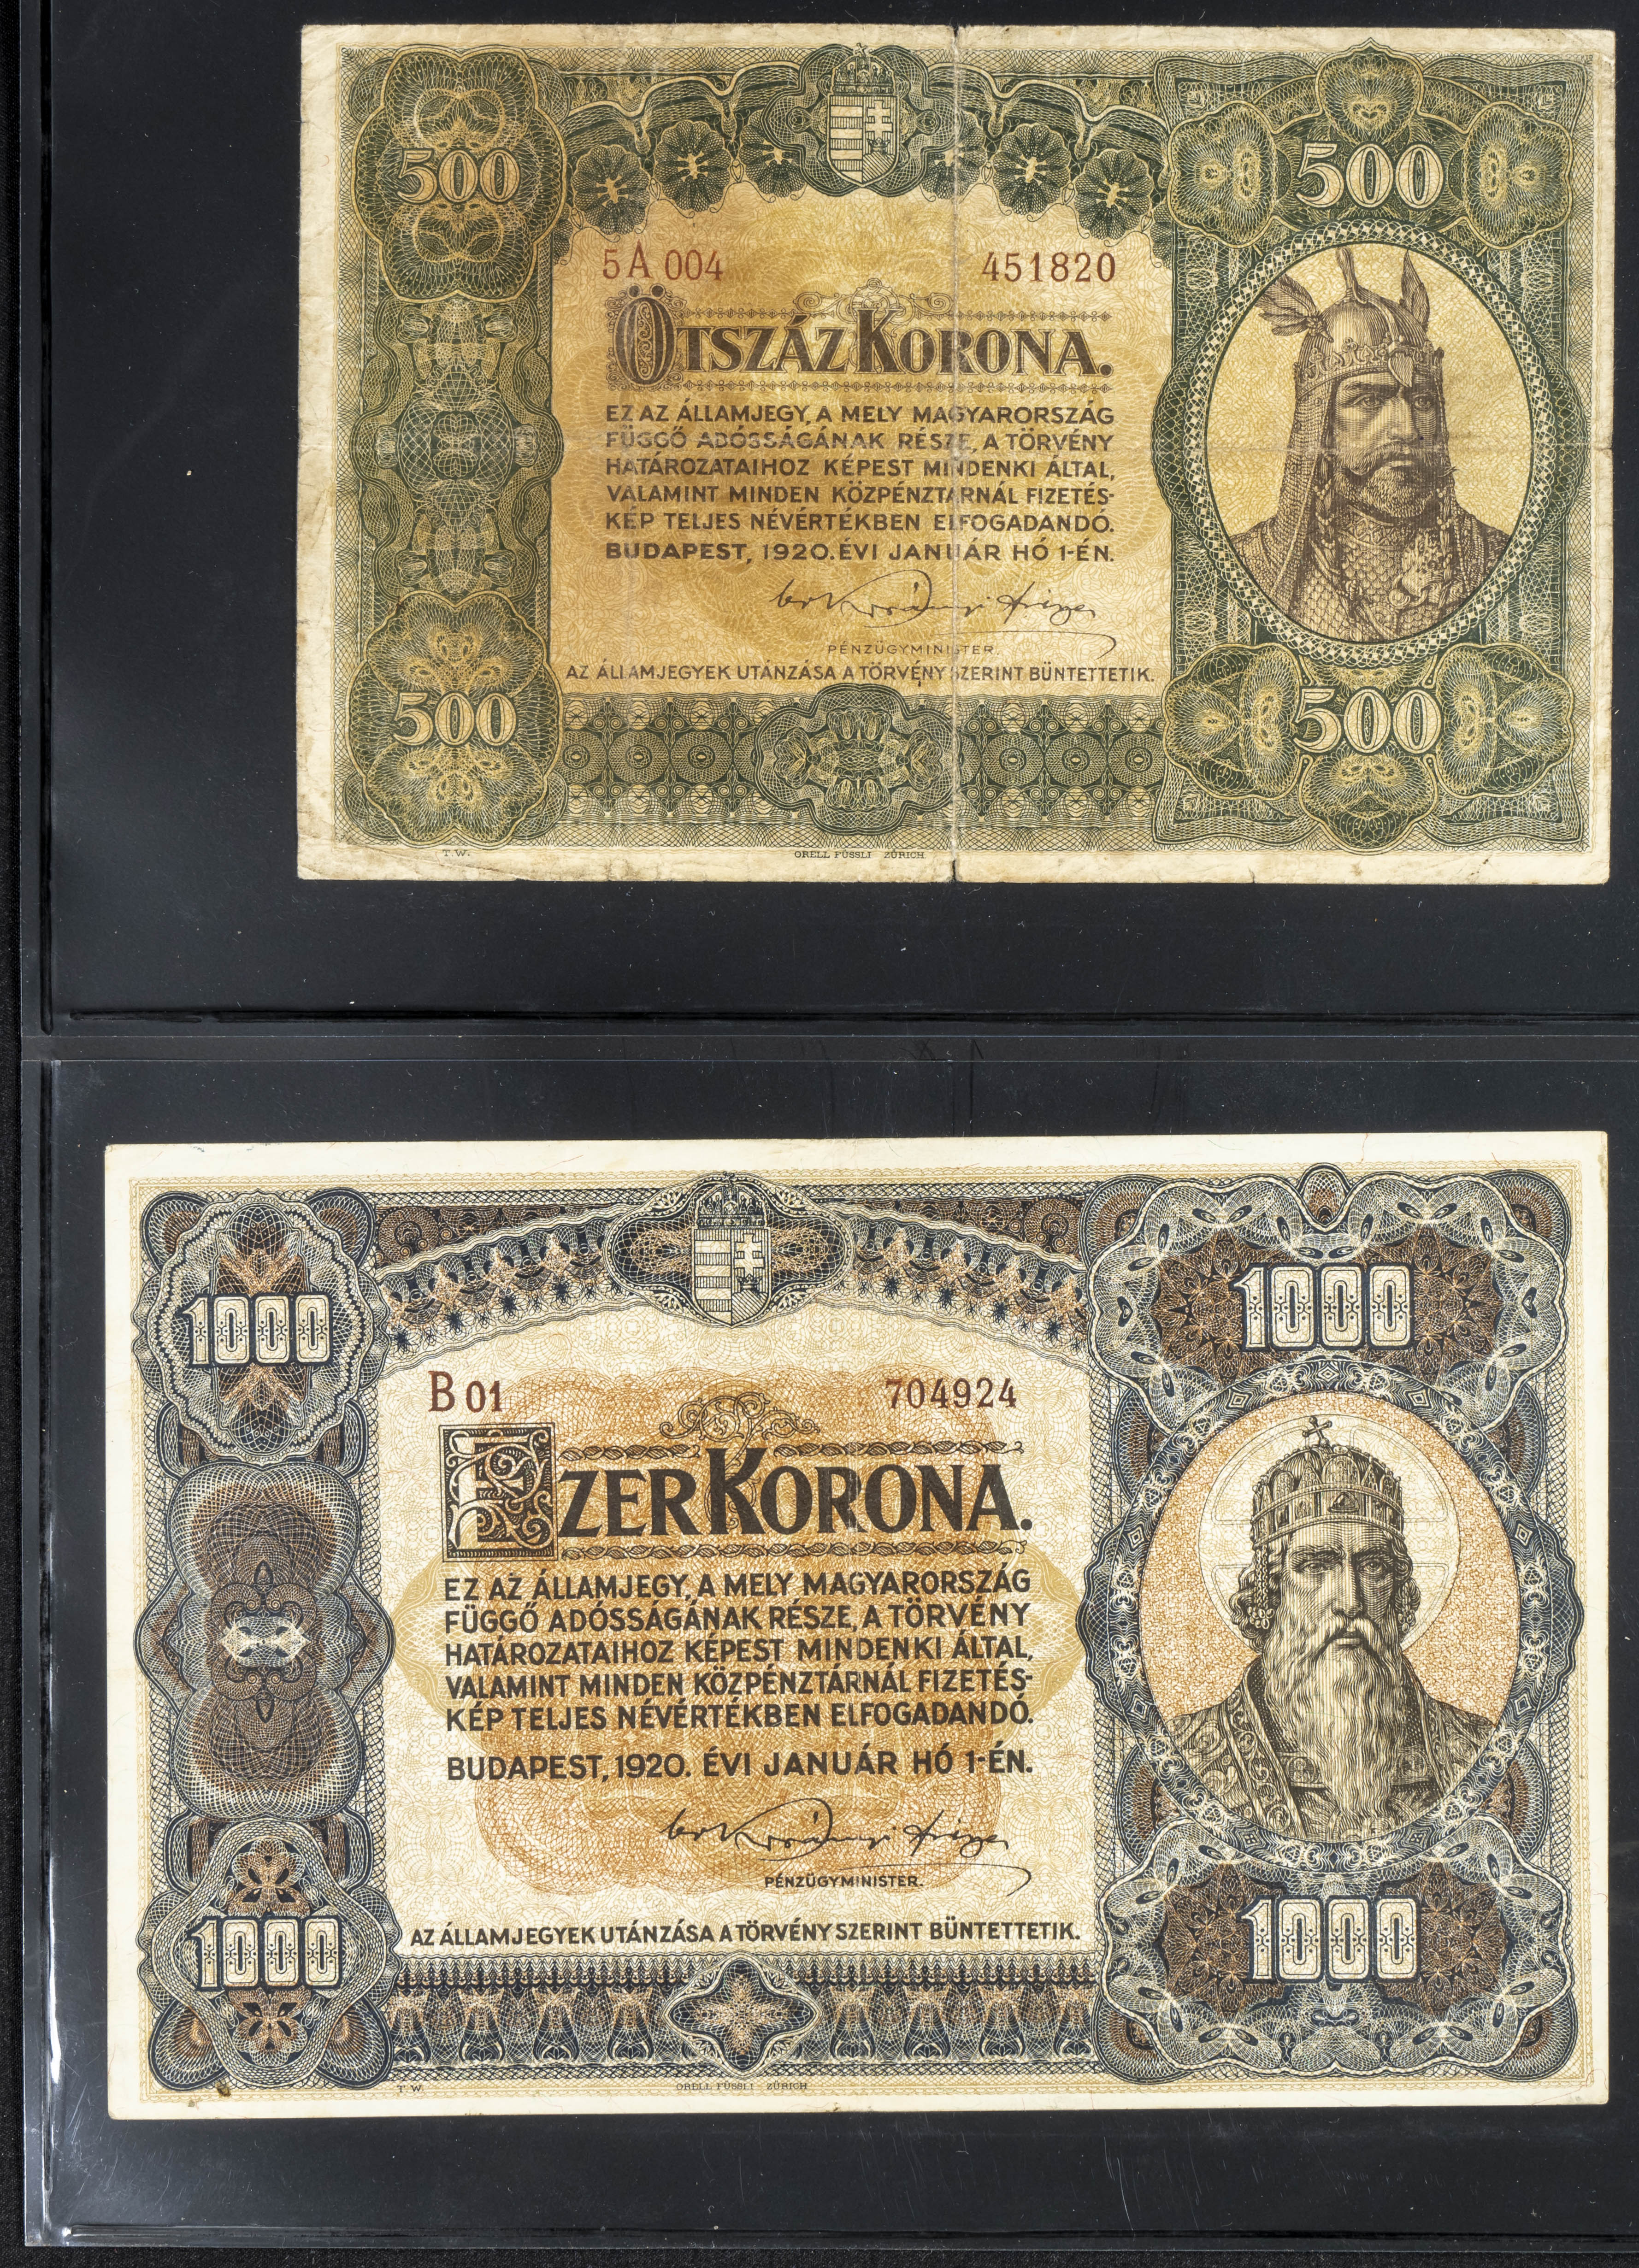 500
500
5A 004 451820
ÖTSZÁZ KORONA.
EZ AZ ÁLLAMJEGY, A MELY MAGYARORSZÁG
FÜGGŐ ADÓSSÁGÁNAK RÉSZE, A TÖRVÉNY
HATÁROZATAIHOZ KÉPEST MINDENKI ÁLTAL,
VALAMINT MINDEN KÖZPÉNZTÁRNÁL FIZETÉS-
KÉP TELJES NÉVÉRTÉKBEN ELFOGADANDÓ.
BUDAPEST, 1920. ÉVI JANUÁR HÓ 1-ÉN.
PÉNZÜGYMINISTER.
AZ ÁLLAMJEGYEK UTÁNZÁSA A TÖRVÉNY SZERINT BÜNTETTETIK.
500
500
T. W. ORELL FÜSSLI ZÜRICH
1000
1000
B 01 704924
EZER KORONA.
EZ AZ ÁLLAMJEGY, A MELY MAGYARORSZÁG
FÜGGŐ ADÓSSÁGÁNAK RÉSZE, A TÖRVÉNY
HATÁROZATAIHOZ KÉPEST MINDENKI ÁLTAL,
VALAMINT MINDEN KÖZPÉNZTÁRNÁL FIZETÉS-
KÉP TELJES NÉVÉRTÉKBEN ELFOGADANDÓ.
BUDAPEST, 1920. ÉVI JANUÁR HÓ 1-ÉN.
PÉNZÜGYMINISTER.
AZ ÁLLAMJEGYEK UTÁNZÁSA A TÖRVÉNY SZERINT BÜNTETTETIK.
1000
1000
T. W. ORELL FÜSSLI ZÜRICH